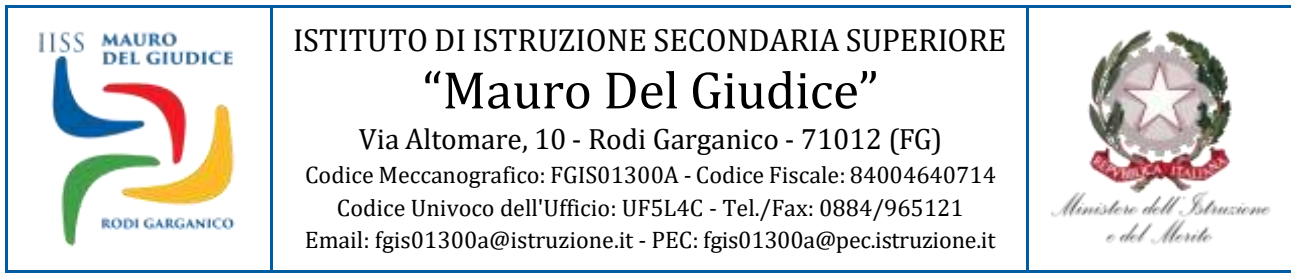 IISS MAURO
DEL GIUDICE
RODI GARGANICO
ISTITUTO DI ISTRUZIONE SECONDARIA SUPERIORE
“Mauro Del Giudice”
Via Altomare, 10 - Rodi Garganico - 71012 (FG)
Codice Meccanografico: FGIS01300A - Codice Fiscale: 84004640714
Codice Univoco dell'Ufficio: UF5L4C - Tel./Fax: 0884/965121
Email: fgis01300a@istruzione.it - PEC: fgis01300a@pec.istruzione.it
REPVBBLICA ITALIANA
Ministero dell'Istruzione
e del Merito